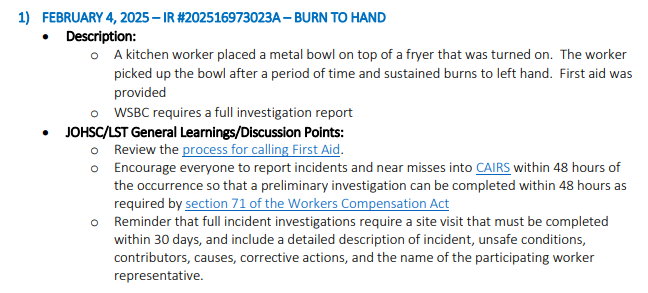 1) FEBRUARY 4, 2025 – IR #202516973023A – BURN TO HAND
• Description:
o A kitchen worker placed a metal bowl on top of a fryer that was turned on. The worker
picked up the bowl after a period of time and sustained burns to left hand. First aid was
provided
o WSBC requires a full investigation report
• JOHSC/LST General Learnings/Discussion Points:
o Review the process for calling First Aid.
o Encourage everyone to report incidents and near misses into CAIRS within 48 hours of
the occurrence so that a preliminary investigation can be completed within 48 hours as
required by section 71 of the Workers Compensation Act
o Reminder that full incident investigations require a site visit that must be completed
within 30 days, and include a detailed description of incident, unsafe conditions,
contributors, causes, corrective actions, and the name of the participating worker
representative.